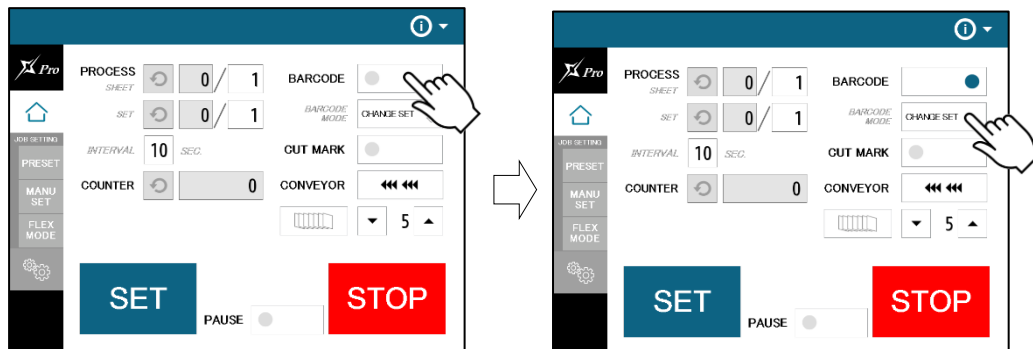 Pro
PROCESS
SHEET
0 / 1
BARCODE
SET
0 / 1
BARCODE
MODE
CHANGE SET
JOB SETTING
INTERVAL 10 SEC.
CUT MARK
PRESET
COUNTER 0
CONVEYOR
MANU
SET
5
FLEX
MODE
SET
STOP
PAUSE
Pro
PROCESS
SHEET
0 / 1
BARCODE
SET
0 / 1
BARCODE
MODE
CHANGE SET
JOB SETTING
INTERVAL 10 SEC.
CUT MARK
PRESET
COUNTER 0
CONVEYOR
MANU
SET
5
FLEX
MODE
SET
STOP
PAUSE